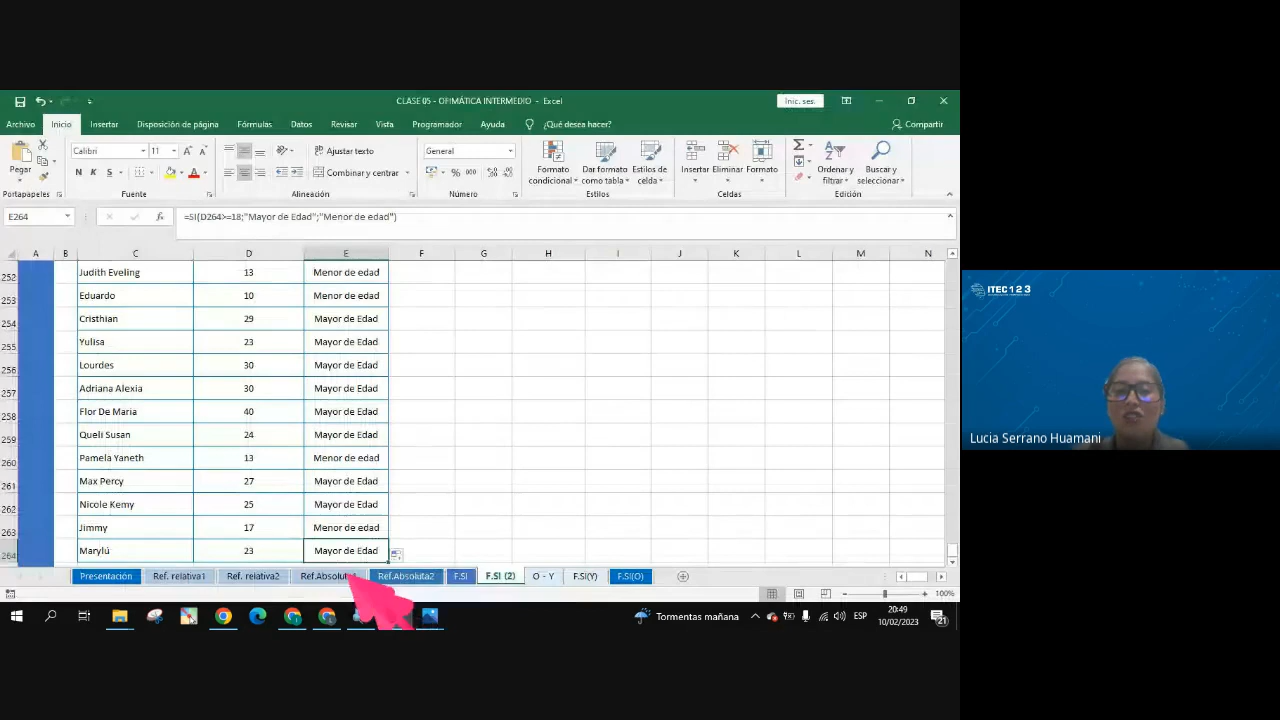 CLASE 05 - OFIMÁTICA INTERMEDIO - Excel
Inic. ses.
Archivo Inicio Insertar Disposición de página Fórmulas Datos Revisar Vista Programador Ayuda ¿Qué desea hacer? Compartir
Pegar
Calibri 11
N K S
Ajustar texto
Combinar y centrar
General
% 000
Formato condicional
Dar formato como tabla
Estilos de celda
Insertar Eliminar Formato
Ordenar y filtrar
Buscar y seleccionar
Portapapeles Fuente Alineación Número Estilos Celdas Edición
E264 fx =SI(D264>=18;"Mayor de Edad";"Menor de edad")
A B C D E F G H I J K L M N
252 Judith Eveling 13 Menor de edad
253 Eduardo 10 Menor de edad
254 Cristhian 29 Mayor de Edad
255 Yulisa 23 Mayor de Edad
256 Lourdes 30 Mayor de Edad
257 Adriana Alexia 30 Mayor de Edad
258 Flor De Maria 40 Mayor de Edad
259 Queli Susan 24 Mayor de Edad
260 Pamela Yaneth 13 Menor de edad
261 Max Percy 27 Mayor de Edad
262 Nicole Kemy 25 Mayor de Edad
263 Jimmy 17 Menor de edad
264 Marylú 23 Mayor de Edad
Presentación Ref. relativa1 Ref. relativa2 Ref.Absoluta2 F.SI F.SI (2) O - Y F.SI(Y) F.SI(O)
100%
Tormentas mañana ESP 20:49
10/02/2023 21
ITEC 1 2 3
Lucia Serrano Huamani